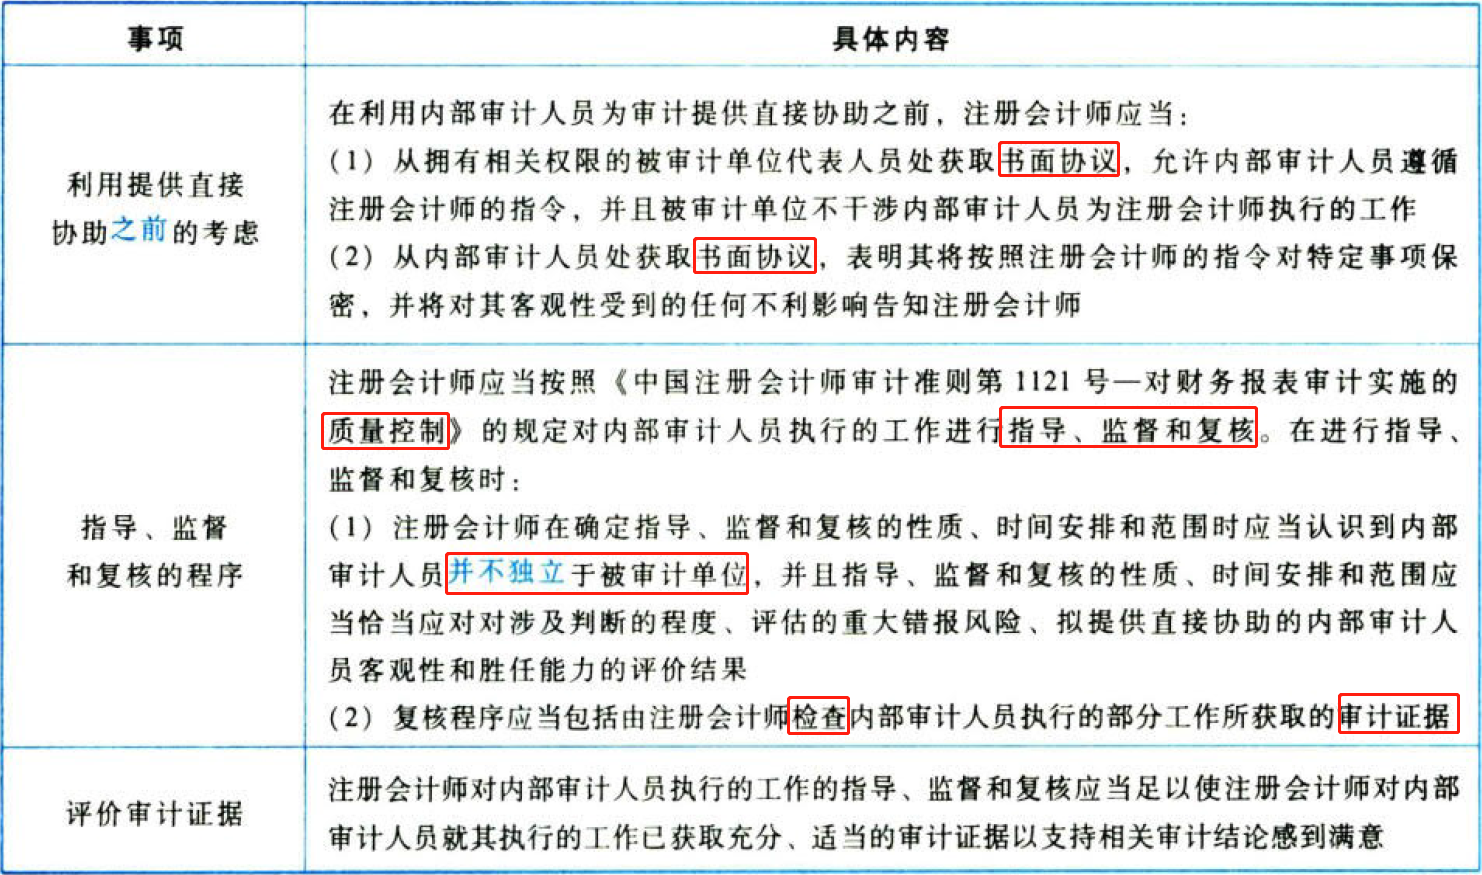 事项
具体内容
利用提供直接
协助之前的考虑
在利用内部审计人员为审计提供直接协助之前，注册会计师应当：
（1）从拥有相关权限的被审计单位代表人员处获取书面协议，允许内部审计人员遵循
注册会计师的指令，并且被审计单位不干涉内部审计人员为注册会计师执行的工作
（2）从内部审计人员处获取书面协议，表明其将按照注册会计师的指令对特定事项保
密，并将对其客观性受到的任何不利影响告知注册会计师
指导、监督
和复核的程序
注册会计师应当按照《中国注册会计师审计准则第 1121 号—对财务报表审计实施的
质量控制》的规定对内部审计人员执行的工作进行指导、监督和复核。在进行指导、
监督和复核时：
（1）注册会计师在确定指导、监督和复核的性质、时间安排和范围时应当认识到内部
审计人员并不独立于被审计单位，并且指导、监督和复核的性质、时间安排和范围应
当恰当应对对涉及判断的程度、评估的重大错报风险、拟提供直接协助的内部审计人
员客观性和胜任能力的评价结果
（2）复核程序应当包括由注册会计师检查内部审计人员执行的部分工作所获取的审计证据
评价审计证据
注册会计师对内部审计人员执行的工作的指导、监督和复核应当足以使注册会计师对内部
审计人员就其执行的工作已获取充分、适当的审计证据以支持相关审计结论感到满意